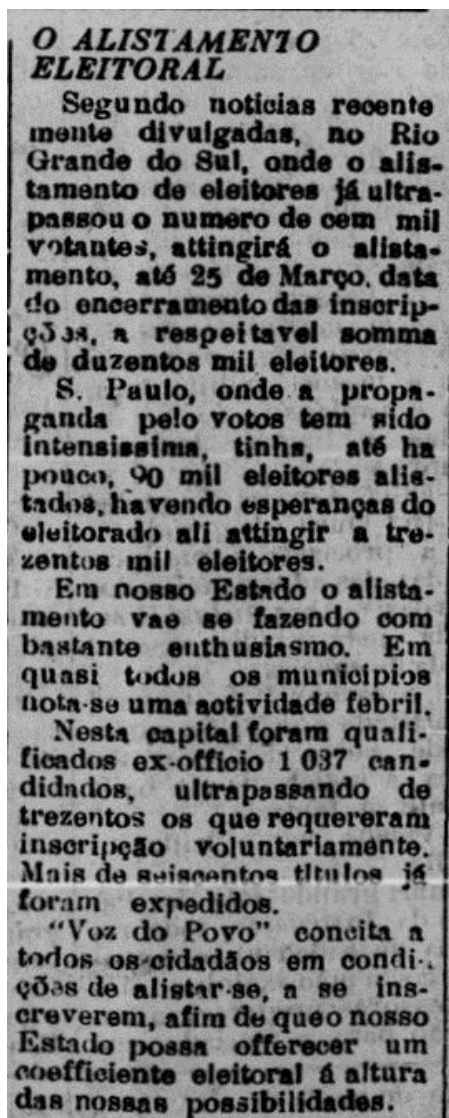 O ALISTAMENTO
ELEITORAL
Segundo noticias recente
mente divulgadas, no Rio
Grande do Sul, onde o alis-
tamento de eleitores já ultra-
passou o numero de cem mil
votantes, attingirá o alista-
mento, até 25 de Março, data
do encerramento das inscrip-
ções, a respeitavel somma
de duzentos mil eleitores.
S. Paulo, onde a propa-
ganda pelo votos tem sido
intensissima, tinha, até ha
pouco, 90 mil eleitores alis-
tados, havendo esperanças do
eleitorado ali attingir a tre-
zentos mil eleitores.
Em nosso Estado o alista-
mento vae se fazendo com
bastante enthusiasmo. Em
quasi todos os municipios
nota-se uma actividade febril.
Nesta capital foram quali-
ficados ex-officio 1 037 can-
didados, ultrapassando de
trezentos os que requereram
inscripção voluntariamente.
Mais de seiscentos titulos já
foram expedidos.
"Voz do Povo" concita a
todos os cidadãos em condi-
ções de alistar-se, a se ins-
creverem, afim de queo nosso
Estado possa offerecer um
coefficiente eleitoral á altura
das nossas possibilidades.